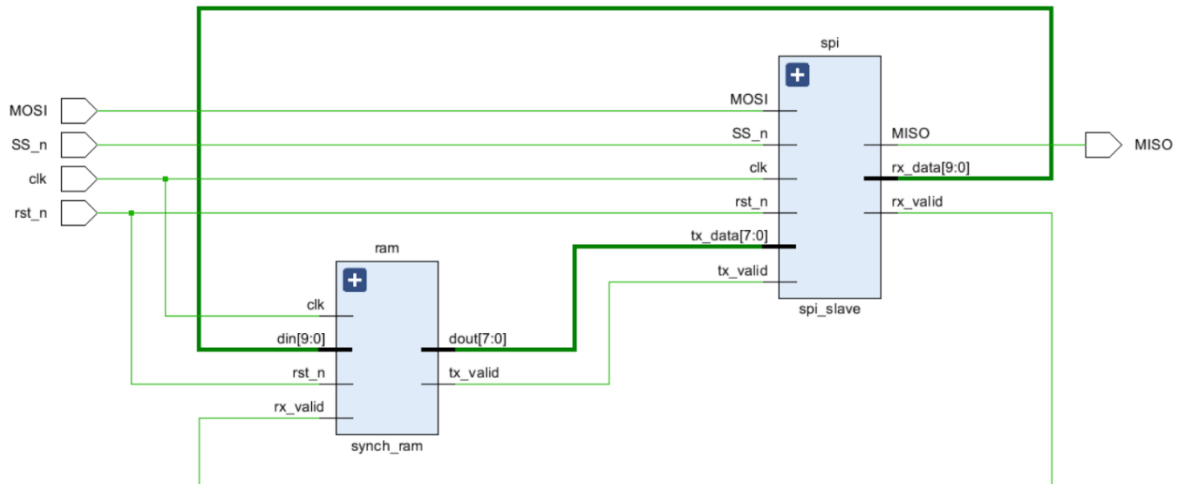 spi
MOSI
MOSI
SS_n
SS_n
MISO
MISO
clk
clk
rx_data[9:0]
rst_n
rst_n
rx_valid
tx_data[7:0]
ram
tx_valid
clk
spi_slave
din[9:0]
dout[7:0]
rst_n
tx_valid
rx_valid
synch_ram